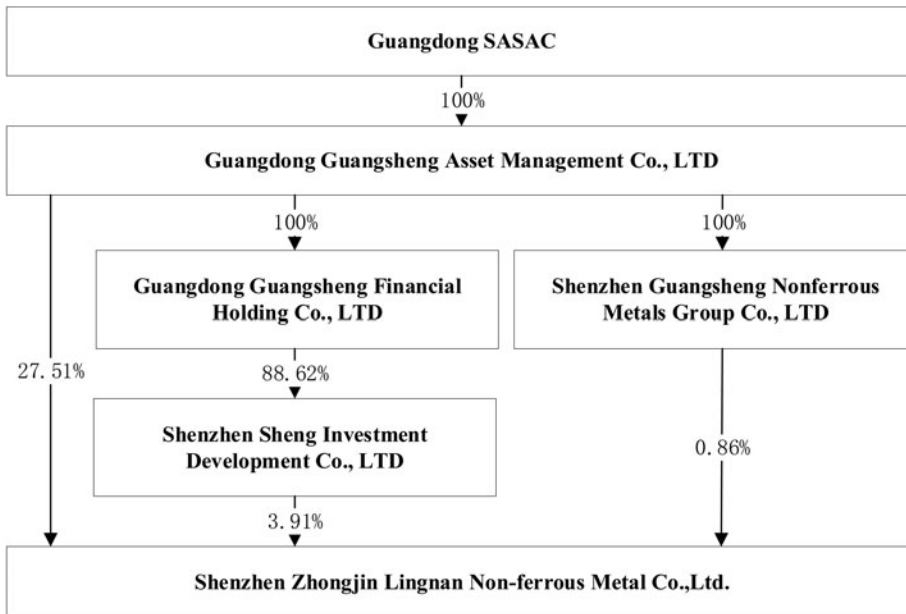 Guangdong SASAC
100%
Guangdong Guangsheng Asset Management Co., LTD
100%
100%
Guangdong Guangsheng Financial
Holding Co., LTD
Shenzhen Guangsheng Nonferrous
Metals Group Co., LTD
27.51%
88.62%
Shenzhen Sheng Investment
Development Co., LTD
0.86%
3.91%
Shenzhen Zhongjin Lingnan Non-ferrous Metal Co.,Ltd.